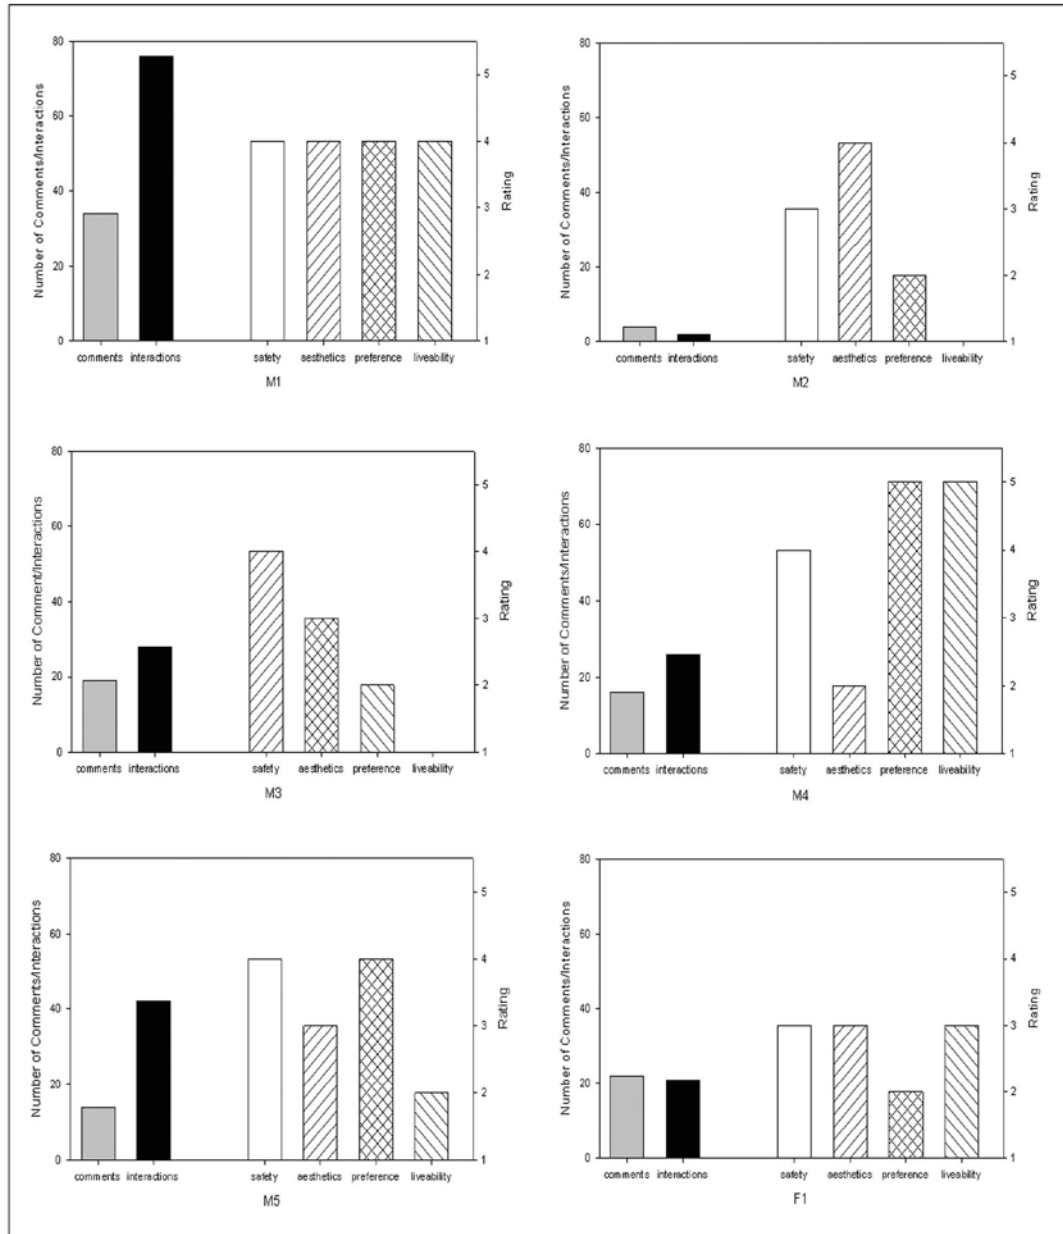 80
60
40
20
0
Number of Comments/Interactions
5
4
3
2
1
Rating
comments interactions safety aesthetics preference liveability
M1
80
60
40
20
0
Number of Comments/Interactions
5
4
3
2
1
Rating
comments interactions safety aesthetics preference liveability
M2
80
60
40
20
0
Number of Comment/Interactions
5
4
3
2
1
Rating
comments interactions safety aesthetics preference liveability
M3
80
60
40
20
0
Number of Comments/Interactions
5
4
3
2
1
Rating
comments interactions safety aesthetics preference liveability
M4
80
60
40
20
0
Number of Comments/Interactions
5
4
3
2
1
Rating
comments interactions safety aesthetics preference liveability
M5
80
60
40
20
0
Number of Comments/Interactions
5
4
3
2
1
Rating
comments interactions safety aesthetics preference liveability
F1